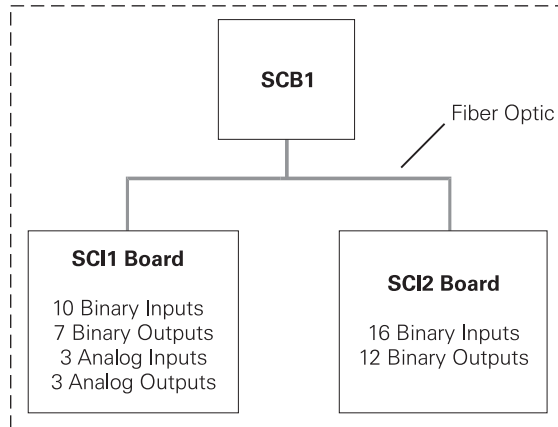 SCB1
Fiber Optic
SCI1 Board
10 Binary Inputs
7 Binary Outputs
3 Analog Inputs
3 Analog Outputs
SCI2 Board
16 Binary Inputs
12 Binary Outputs